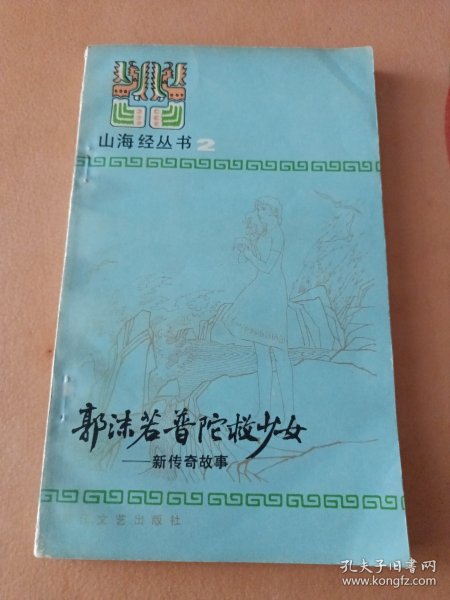 山海经丛书2
郭沫若普陀救少女
——新传奇故事
文艺出版社
孔夫子旧书网
www.kongfz.com